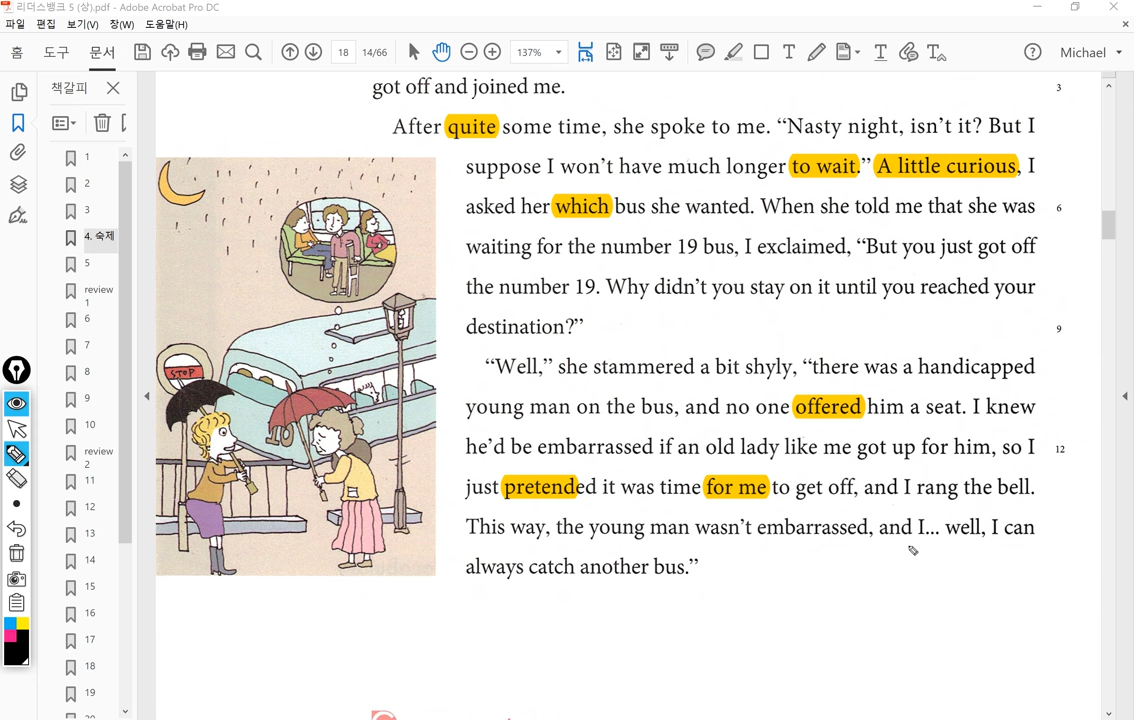 리더스뱅크 5 (상).pdf - Adobe Acrobat Pro DC
파일 편집 보기(V) 창(W) 도움말(H)
홈 도구 문서 18 14/66 137% Michael
책갈피
1
2
3
4. 숙제
5
review 1
6
7
8
9
10
review 2
11
12
13
14
15
16
17
18
19
got off and joined me.
3
After quite some time, she spoke to me. “Nasty night, isn’t it? But I
suppose I won’t have much longer to wait.” A little curious, I
asked her which bus she wanted. When she told me that she was
6
waiting for the number 19 bus, I exclaimed, “But you just got off
the number 19. Why didn’t you stay on it until you reached your
destination?”
9
“Well,” she stammered a bit shyly, “there was a handicapped
young man on the bus, and no one offered him a seat. I knew
he’d be embarrassed if an old lady like me got up for him, so I
12
just pretended it was time for me to get off, and I rang the bell.
This way, the young man wasn’t embarrassed, and I... well, I can
always catch another bus.”
STOP